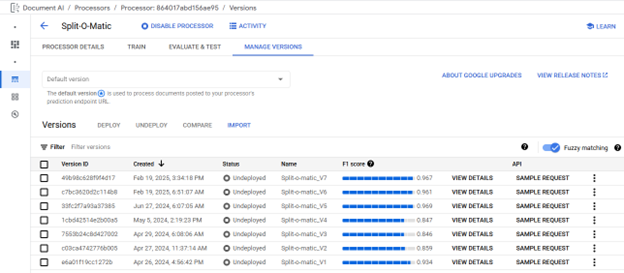 Document AI / Processors / Processor: 864017abd156ae95 / Versions
Split-O-Matic DISABLE PROCESSOR ACTIVITY LEARN
PROCESSOR DETAILS TRAIN EVALUATE & TEST MANAGE VERSIONS
Default version ABOUT GOOGLE UPGRADES VIEW RELEASE NOTES
The default version is used to process documents posted to your processor's
prediction endpoint URL.
Versions DEPLOY UNDEPLOY COMPARE IMPORT
Filter Filter versions Fuzzy matching
Version ID Created Status Name F1 score API
49b98c628f9f4d17 Feb 19, 2025, 3:34:18 PM Undeployed Split-o-matic_V7 0.967 VIEW DETAILS SAMPLE REQUEST
c7bc3620d2c114b8 Feb 19, 2025, 6:51:07 AM Undeployed Split-o-matic_V6 0.961 VIEW DETAILS SAMPLE REQUEST
33fc2f7a93a37385 Jun 27, 2024, 6:07:05 AM Undeployed Split-o-matic_V5 0.969 VIEW DETAILS SAMPLE REQUEST
1cbd42514e2b00a5 May 5, 2024, 2:19:23 PM Undeployed Split-o-matic_V4 0.847 VIEW DETAILS SAMPLE REQUEST
7553b24c8d427002 Apr 29, 2024, 6:08:06 AM Undeployed Split-o-matic_V3 0.846 VIEW DETAILS SAMPLE REQUEST
c03ca4742776b005 Apr 27, 2024, 11:37:14 AM Undeployed Split-o-matic_V2 0.859 VIEW DETAILS SAMPLE REQUEST
e6a01f19cc1272b Apr 26, 2024, 4:56:42 PM Undeployed Split-o-matic_V1 0.934 VIEW DETAILS SAMPLE REQUEST